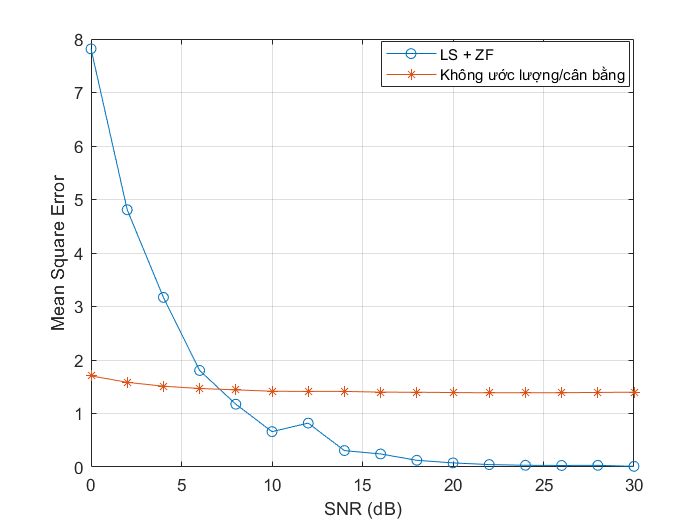 LS + ZF
Không ước lượng/cân bằng
8
7
6
5
4
3
2
1
0
Mean Square Error
0 5 10 15 20 25 30
SNR (dB)